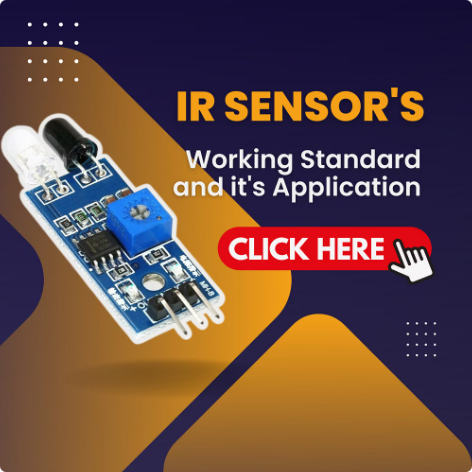 IR SENSOR'S
Working Standard
and it's Application
CLICK HERE